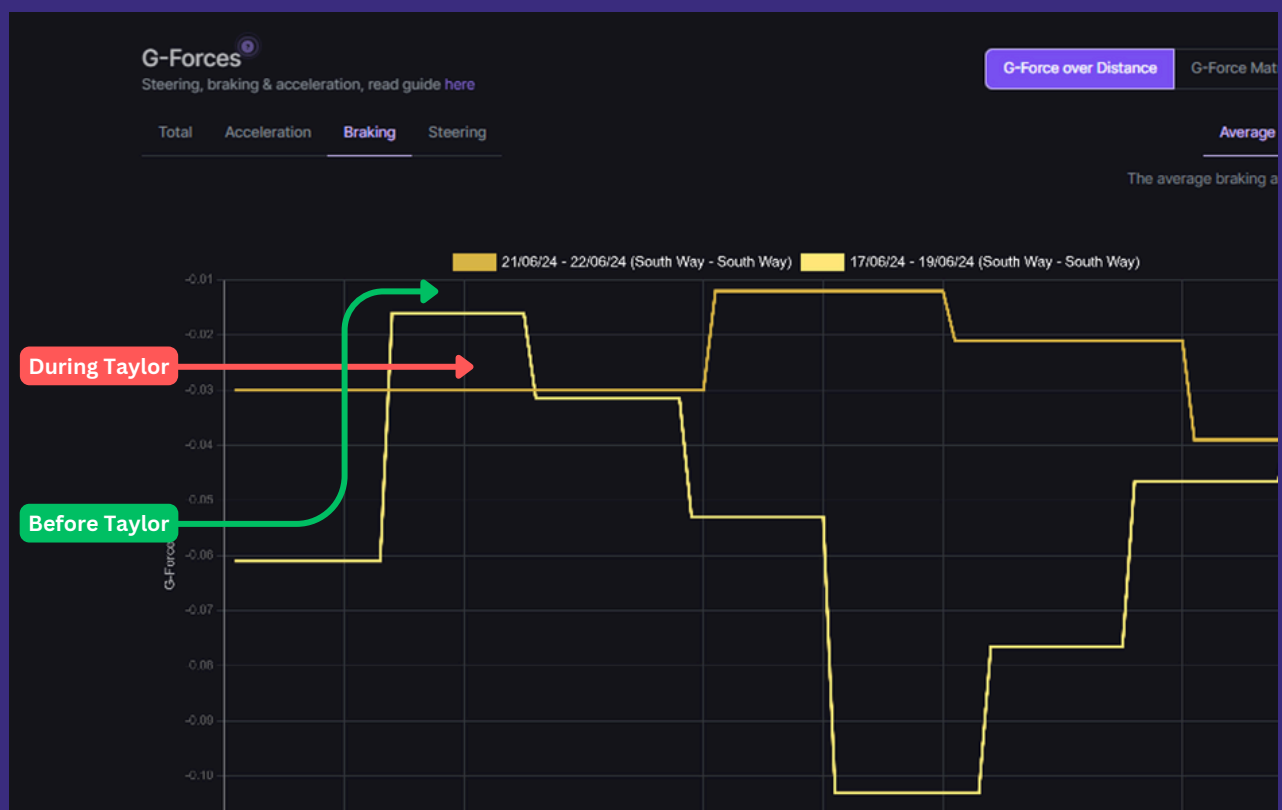 G-Forces
Steering, braking & acceleration, read guide here
G-Force over Distance
G-Force Mat
Total
Acceleration
Braking
Steering
Average
The average braking a
21/06/24 - 22/06/24 (South Way - South Way)
17/06/24 - 19/06/24 (South Way - South Way)
-0.01
-0.02
During Taylor
-0.03
-0.04
-0.05
Before Taylor
-0.06
G-Forc
-0.07
-0.08
-0.09
-0.10